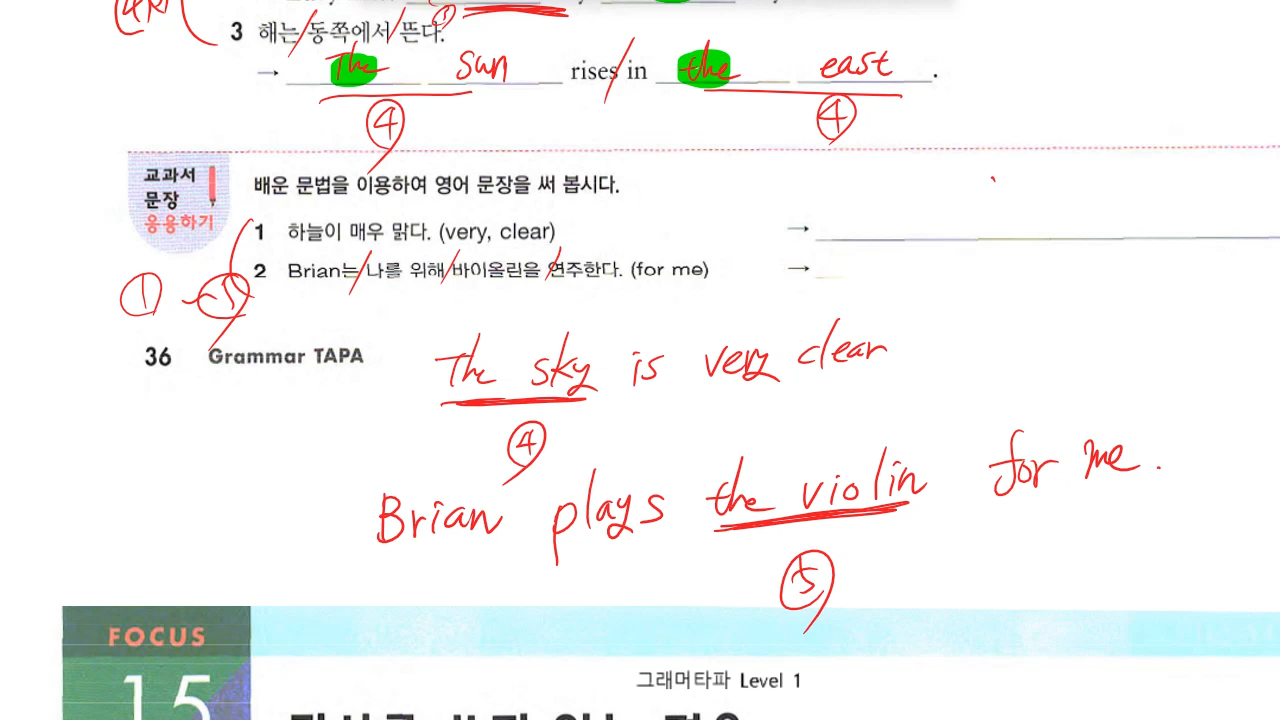 3 해는/동쪽에서/뜬다. ①
→ The sun rises/in the east.
④ ④
교과서
문장
응용하기
배운 문법을 이용하여 영어 문장을 써 봅시다.
1 하늘이 매우 맑다. (very, clear) →
2 Brian는/나를 위해/바이올린을/연주한다. (for me) →
① ~ ⑤
36 Grammar TAPA
The sky is very clear
④
Brian plays the violin for me.
⑤
FOCUS
15
그래머타파 Level 1